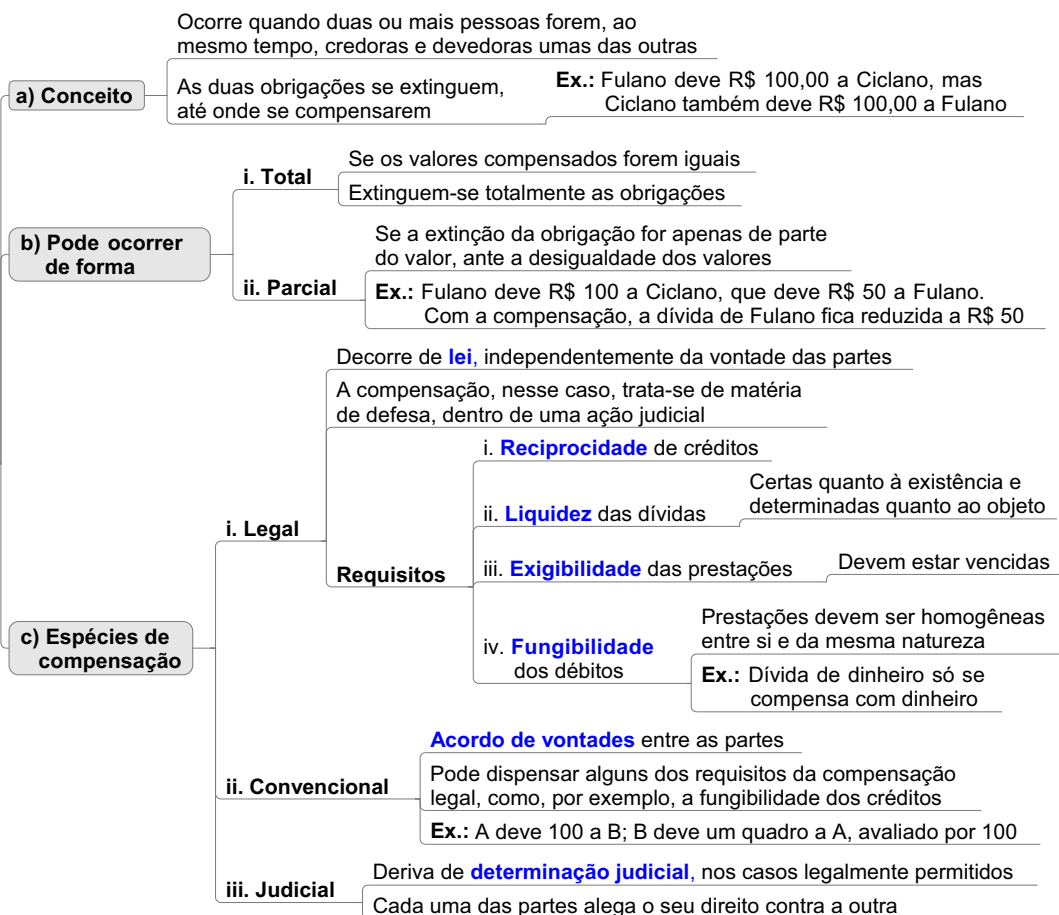 a) Conceito
Ocorre quando duas ou mais pessoas forem, ao
mesmo tempo, credoras e devedoras umas das outras
As duas obrigações se extinguem,
até onde se compensarem
Ex.: Fulano deve R$ 100,00 a Ciclano, mas
Ciclano também deve R$ 100,00 a Fulano
b) Pode ocorrer
de forma
i. Total
Se os valores compensados forem iguais
Extinguem-se totalmente as obrigações
ii. Parcial
Se a extinção da obrigação for apenas de parte
do valor, ante a desigualdade dos valores
Ex.: Fulano deve R$ 100 a Ciclano, que deve R$ 50 a Fulano.
Com a compensação, a dívida de Fulano fica reduzida a R$ 50
c) Espécies de
compensação
i. Legal
Decorre de lei, independentemente da vontade das partes
A compensação, nesse caso, trata-se de matéria
de defesa, dentro de uma ação judicial
Requisitos
i. Reciprocidade de créditos
ii. Liquidez das dívidas
Certas quanto à existência e
determinadas quanto ao objeto
iii. Exigibilidade das prestações
Devem estar vencidas
iv. Fungibilidade
dos débitos
Prestações devem ser homogêneas
entre si e da mesma natureza
Ex.: Dívida de dinheiro só se
compensa com dinheiro
ii. Convencional
Acordo de vontades entre as partes
Pode dispensar alguns dos requisitos da compensação
legal, como, por exemplo, a fungibilidade dos créditos
Ex.: A deve 100 a B; B deve um quadro a A, avaliado por 100
iii. Judicial
Deriva de determinação judicial, nos casos legalmente permitidos
Cada uma das partes alega o seu direito contra a outra